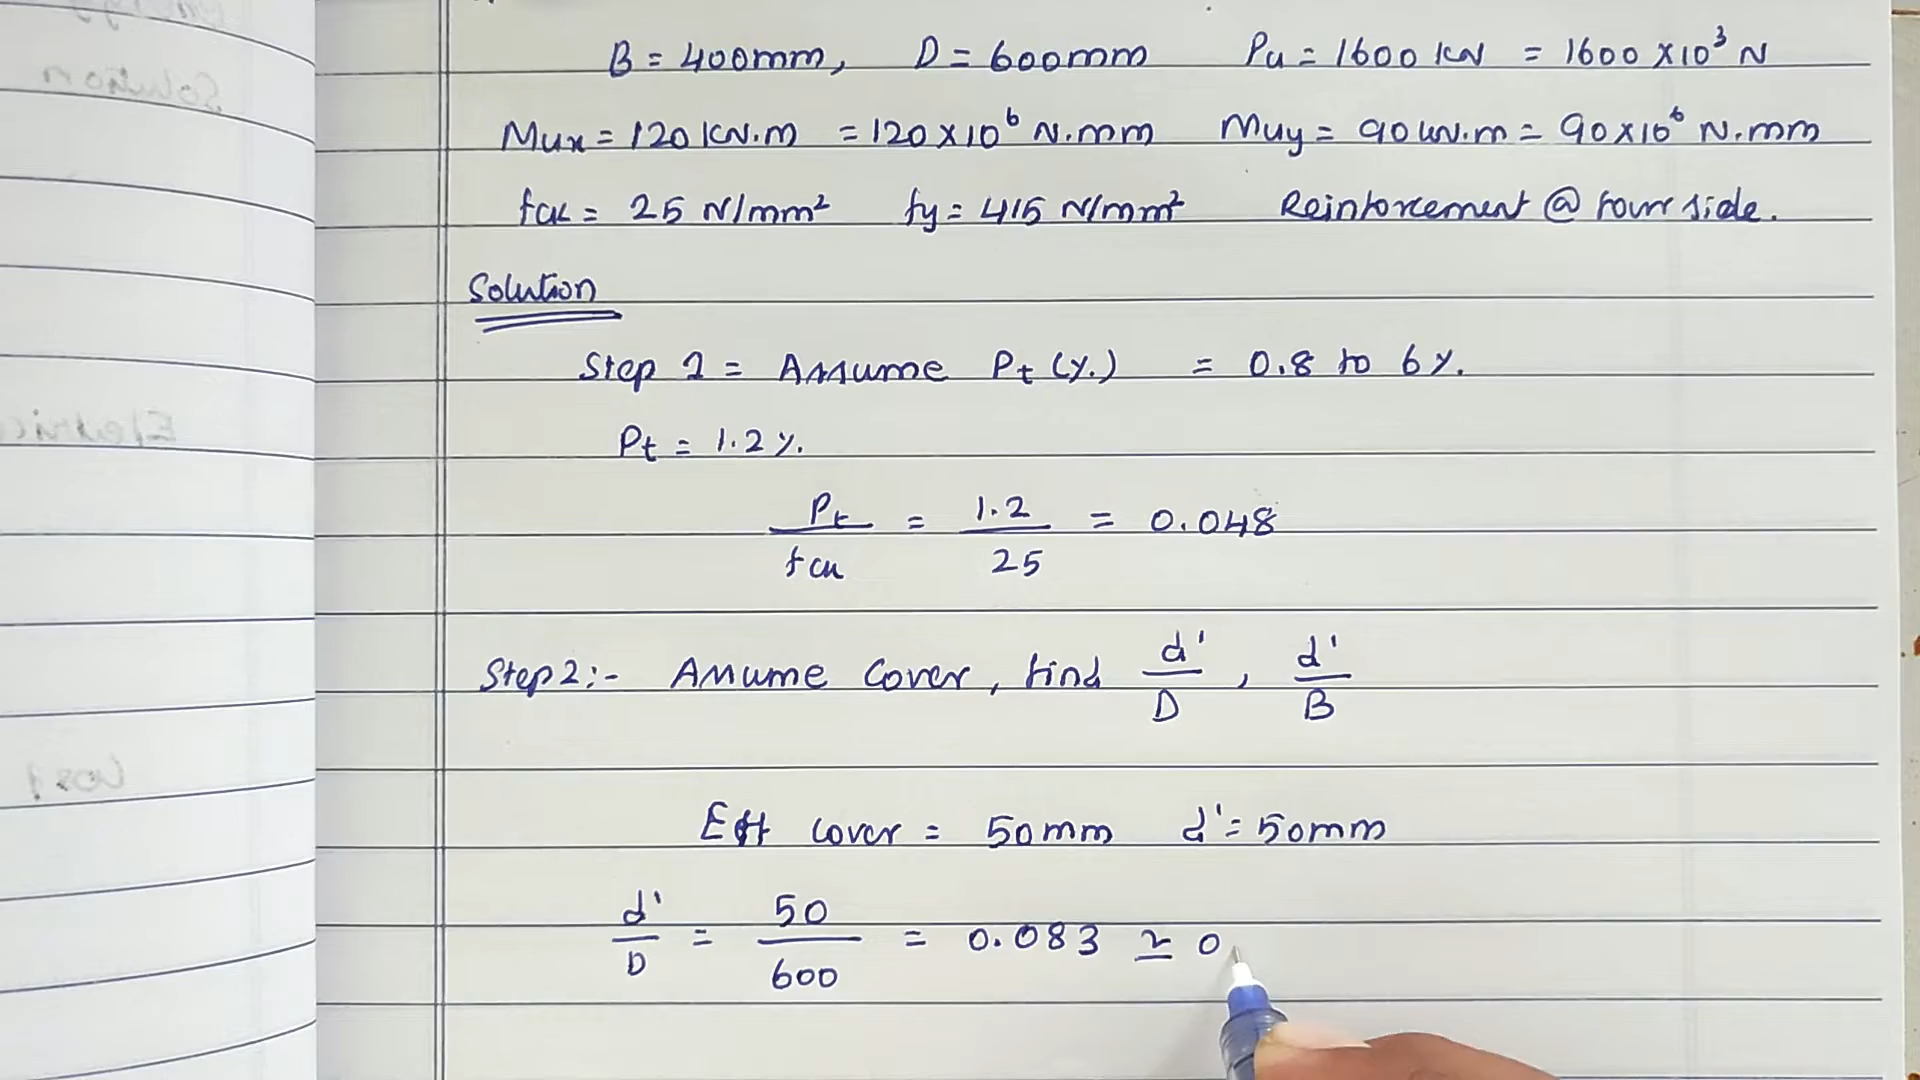 B = 400mm, D = 600mm Pu = 1600 KN = 1600 x10³ N
Mux = 120 KN.m = 120 x 10⁶ N.mm Muy = 90 KN.m = 90x10⁶ N.mm
fck = 25 N/mm² fy = 415 N/mm² Reinforcement @ four side.
Solution
Step 1 = Assume Pt (%) = 0.8 to 6 %.
Pt = 1.2 %.
Pt/fck = 1.2/25 = 0.048
Step 2:- Assume Cover, find d'/D , d'/B
Eff cover = 50mm d' = 50mm
d'/D = 50/600 = 0.083 ≃ 0.